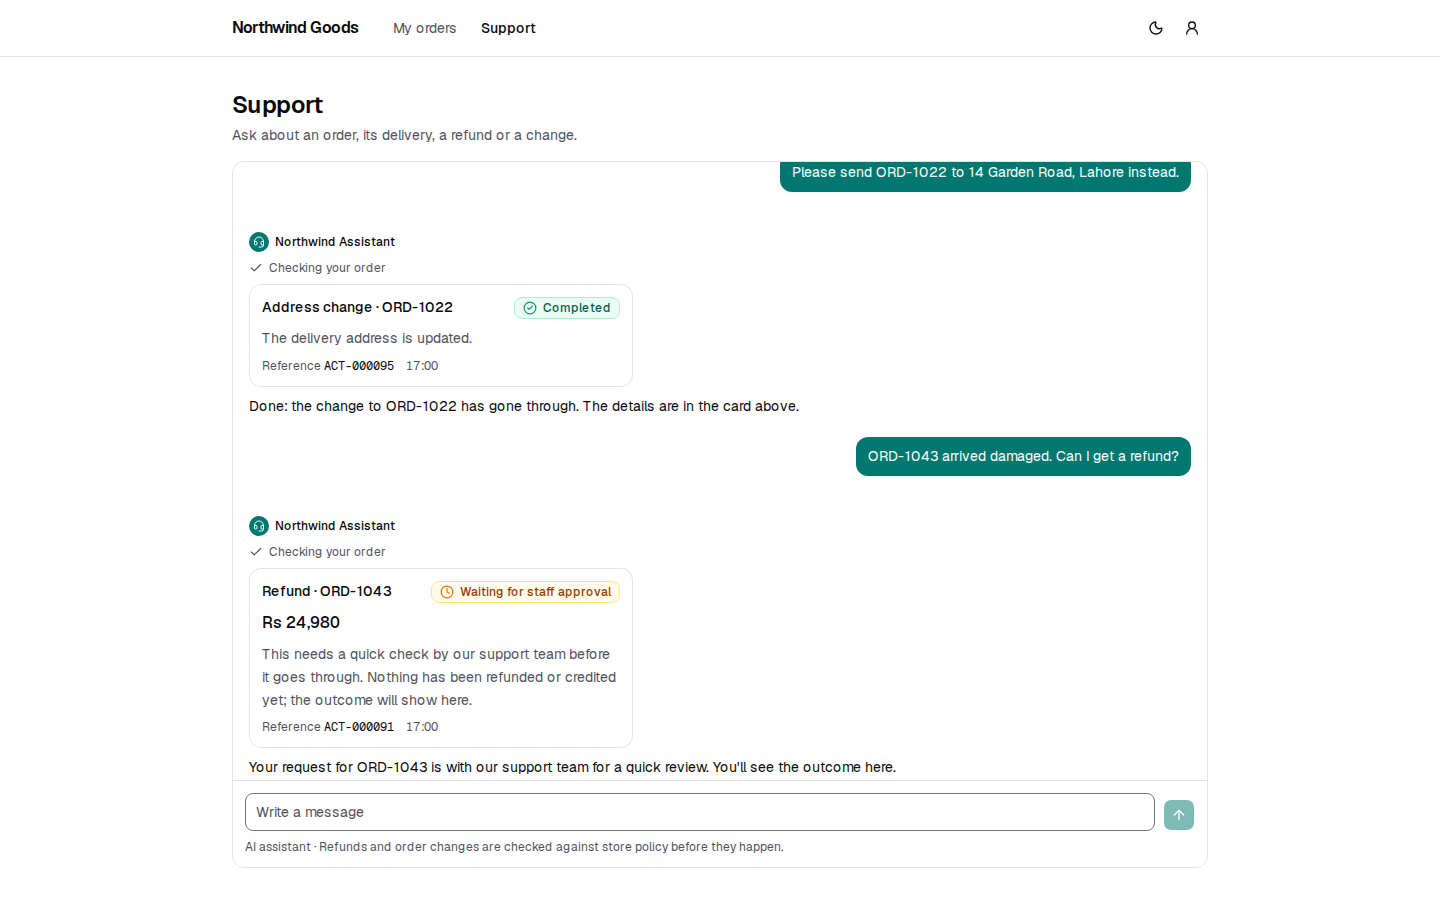 Northwind Goods My orders Support
Support
Ask about an order, its delivery, a refund or a change.
Please send ORD-1022 to 14 Garden Road, Lahore instead.
Northwind Assistant
Checking your order
Address change · ORD-1022 Completed
The delivery address is updated.
Reference ACT-000095 17:00
Done: the change to ORD-1022 has gone through. The details are in the card above.
ORD-1043 arrived damaged. Can I get a refund?
Northwind Assistant
Checking your order
Refund · ORD-1043 Waiting for staff approval
Rs 24,980
This needs a quick check by our support team before
it goes through. Nothing has been refunded or credited
yet; the outcome will show here.
Reference ACT-000091 17:00
Your request for ORD-1043 is with our support team for a quick review. You'll see the outcome here.
Write a message
AI assistant · Refunds and order changes are checked against store policy before they happen.